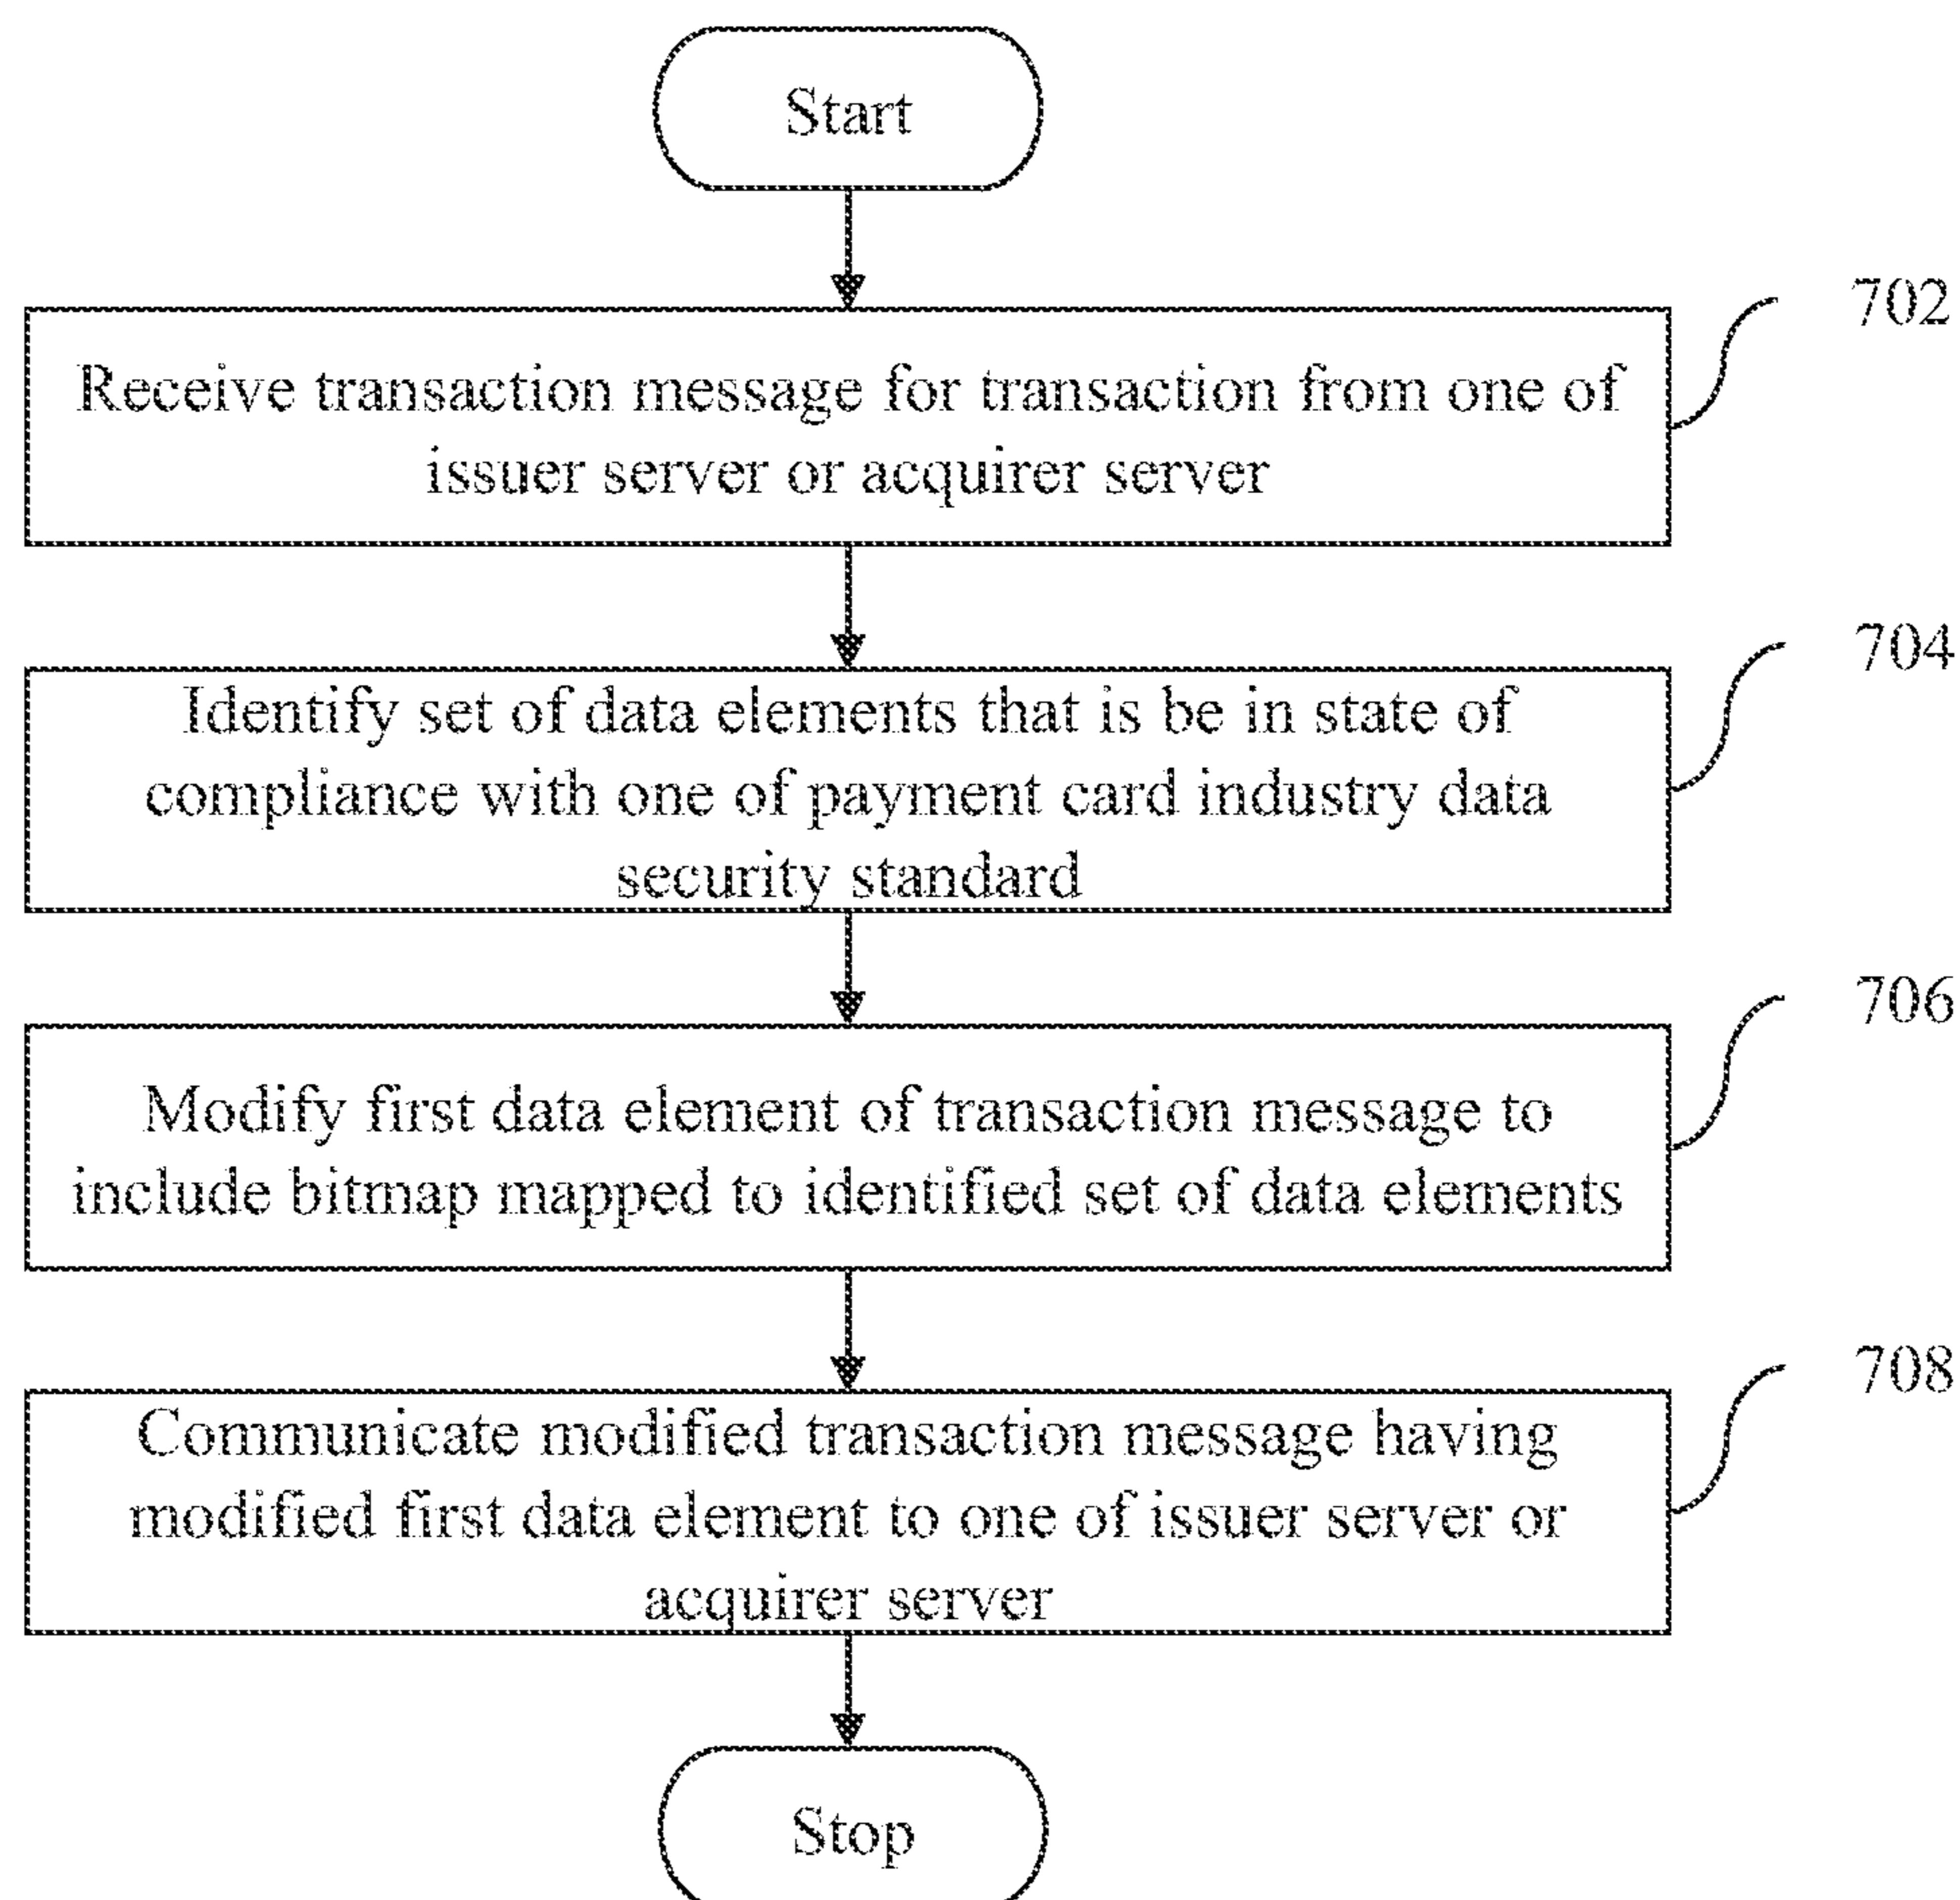 Start
702
Receive transaction message for transaction from one of
issuer server or acquirer server
704
Identify set of data elements that is be in state of
compliance with one of payment card industry data
security standard
706
Modify first data element of transaction message to
include bitmap mapped to identified set of data elements
708
Communicate modified transaction message having
modified first data element to one of issuer server or
acquirer server
Stop